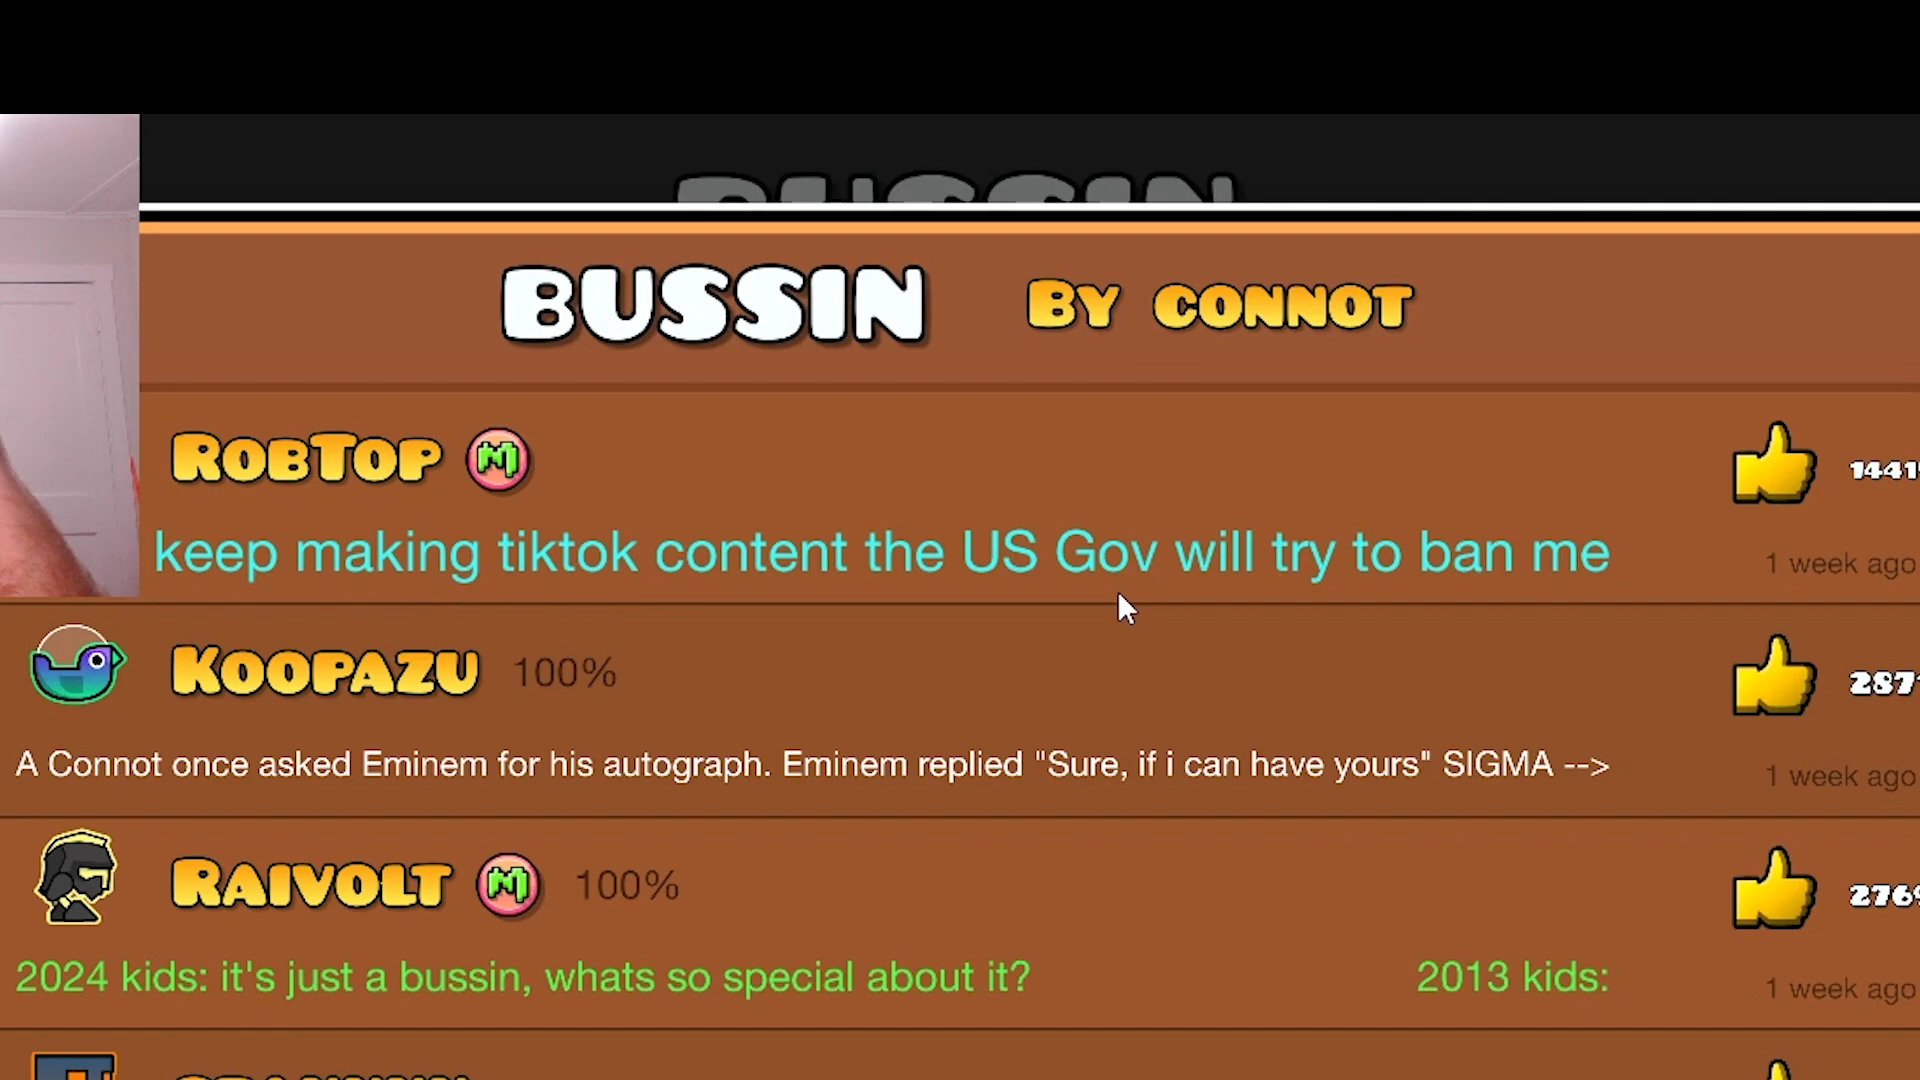 BUSSIN
BUSSIN By connot
RobTop
keep making tiktok content the US Gov will try to ban me
1 week ago
Koopazu 100%
A Connot once asked Eminem for his autograph. Eminem replied "Sure, if i can have yours" SIGMA -->
1 week ago
Raivolt 100%
2024 kids: it's just a bussin, whats so special about it? 2013 kids:
1 week ago